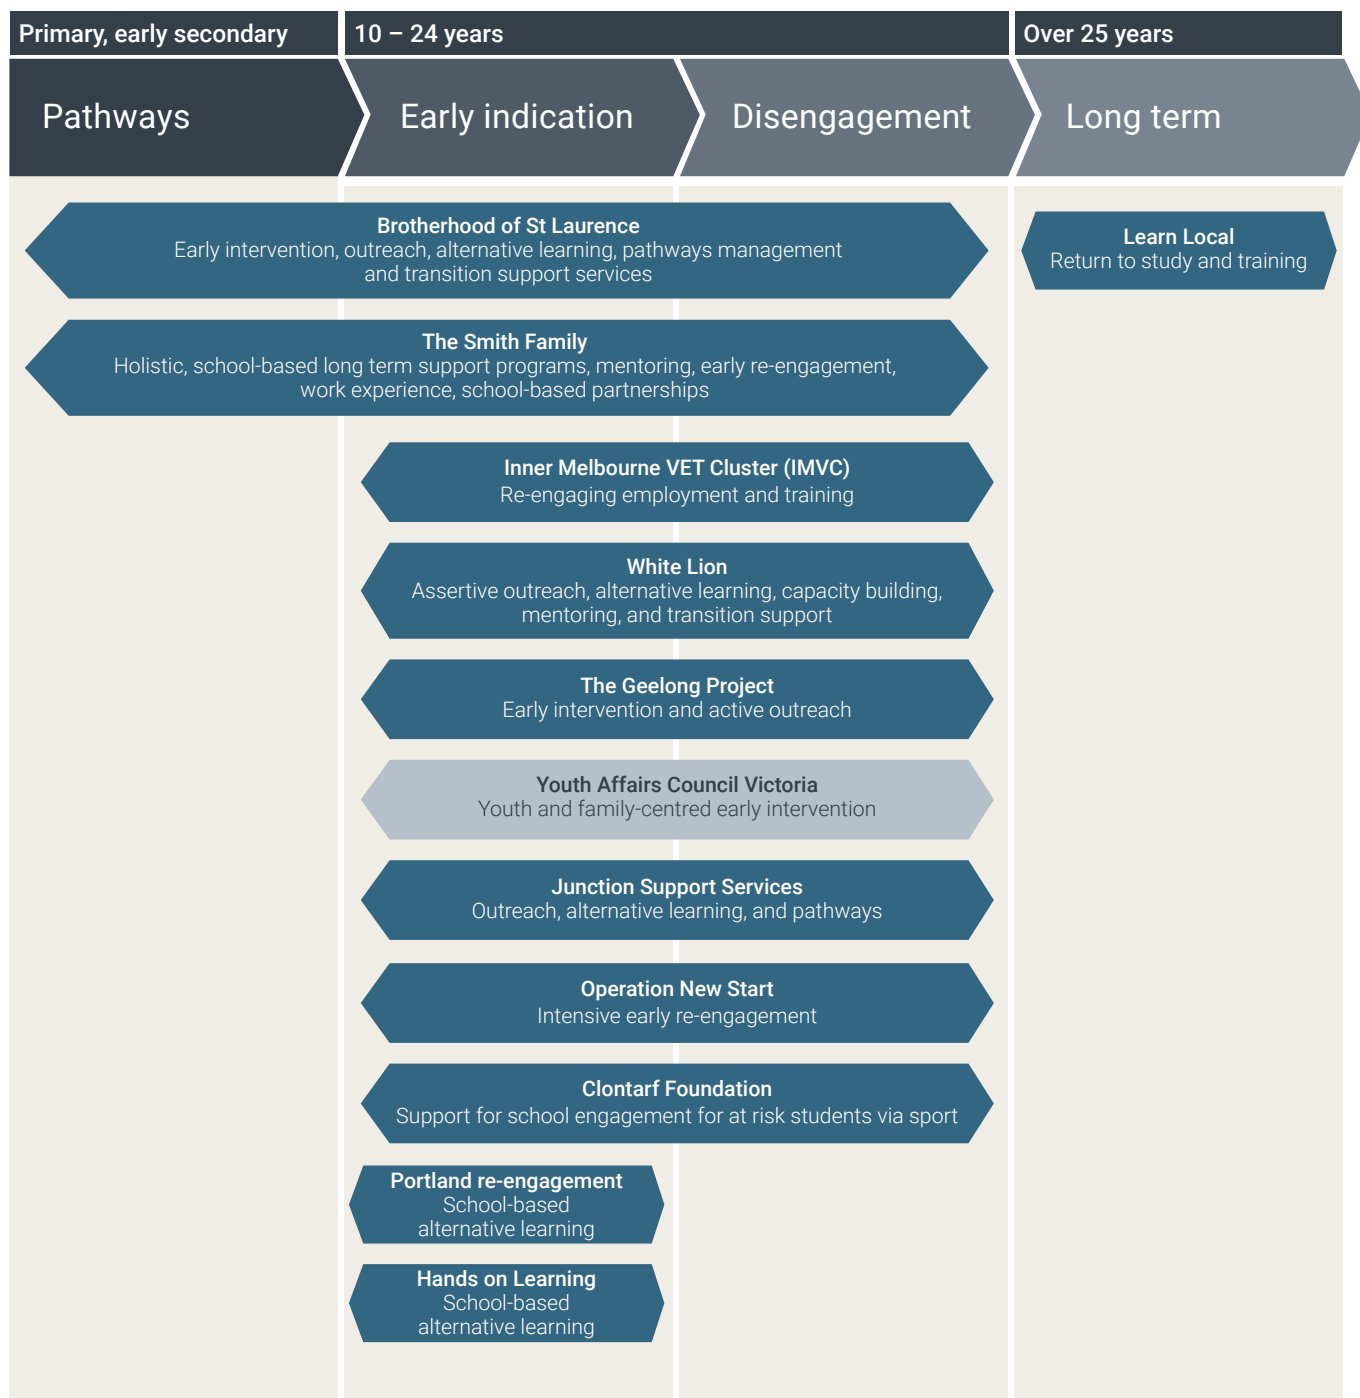 Primary, early secondary
10 – 24 years
Over 25 years
Pathways
Early indication
Disengagement
Long term
Brotherhood of St Laurence
Early intervention, outreach, alternative learning, pathways management
and transition support services
Learn Local
Return to study and training
The Smith Family
Holistic, school-based long term support programs, mentoring, early re-engagement,
work experience, school-based partnerships
Inner Melbourne VET Cluster (IMVC)
Re-engaging employment and training
White Lion
Assertive outreach, alternative learning, capacity building,
mentoring, and transition support
The Geelong Project
Early intervention and active outreach
Youth Affairs Council Victoria
Youth and family-centred early intervention
Junction Support Services
Outreach, alternative learning, and pathways
Operation New Start
Intensive early re-engagement
Clontarf Foundation
Support for school engagement for at risk students via sport
Portland re-engagement
School-based
alternative learning
Hands on Learning
School-based
alternative learning